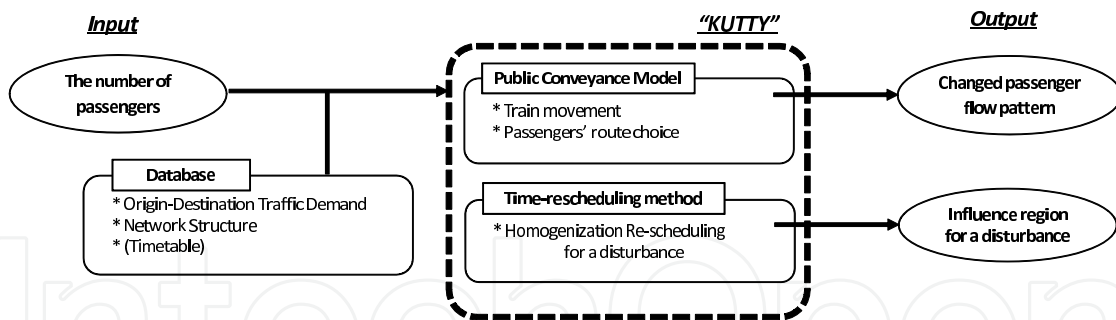 Input
"KUTTY"
Output
The number of
passengers
Database
* Origin-Destination Traffic Demand
* Network Structure
* (Timetable)
Public Conveyance Model
* Train movement
* Passengers' route choice
Time-rescheduling method
* Homogenization Re-scheduling
for a disturbance
Changed passenger
flow pattern
Influence region
for a disturbance
IntechOpen